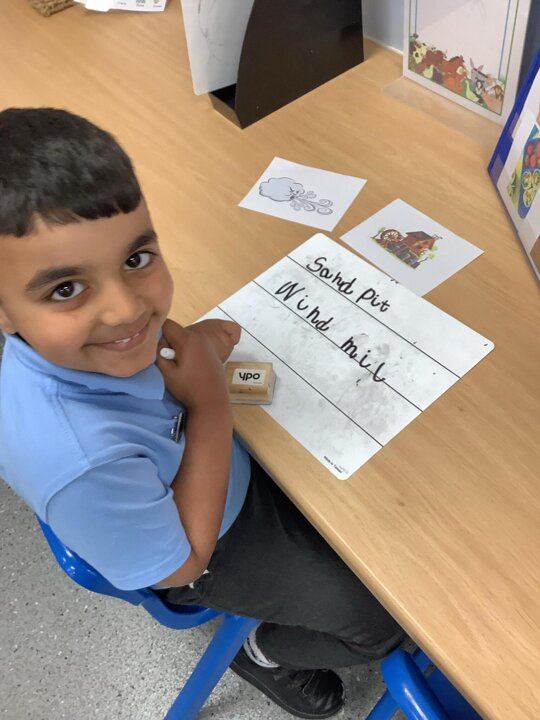 Sand pit
Wind mil
ypo